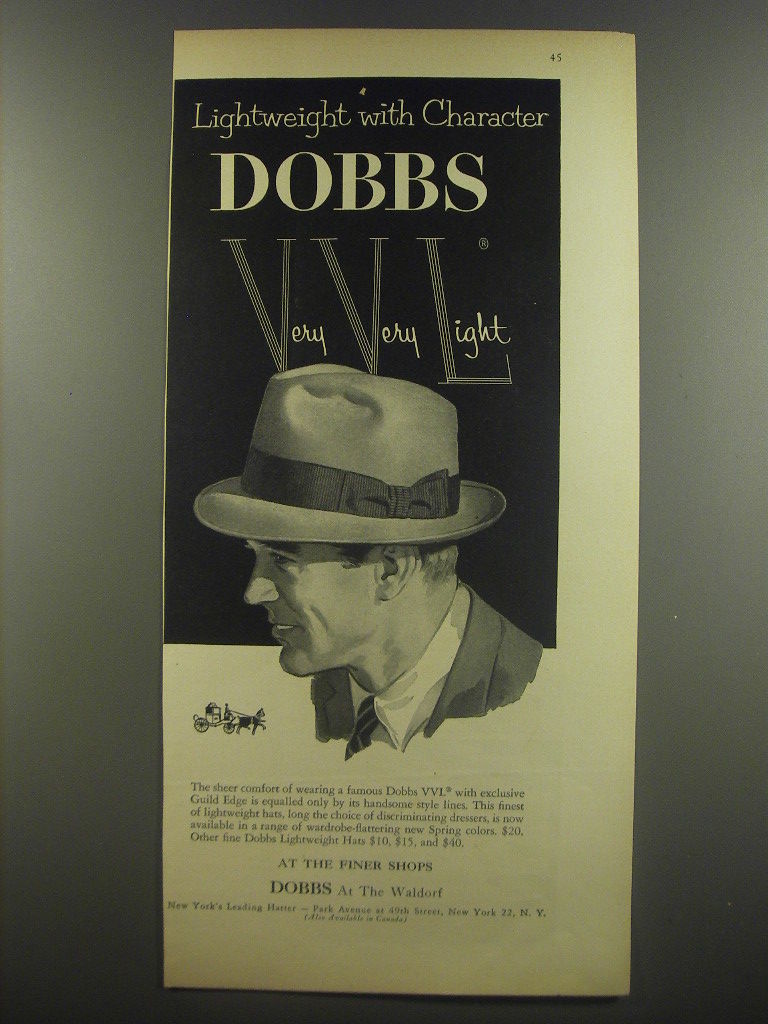 45
Lightweight with Character
DOBBS
VVL®
Very Very Light
The sheer comfort of wearing a famous Dobbs VVL® with exclusive
Guild Edge is equalled only by its handsome style lines. This finest
of lightweight hats, long the choice of discriminating dressers, is now
available in a range of wardrobe-flattering new Spring colors. $20.
Other fine Dobbs Lightweight Hats $10, $15, and $40.
AT THE FINER SHOPS
DOBBS At The Waldorf
New York's Leading Hatter — Park Avenue at 49th Street, New York 22, N. Y.
(Also Available in Canada)